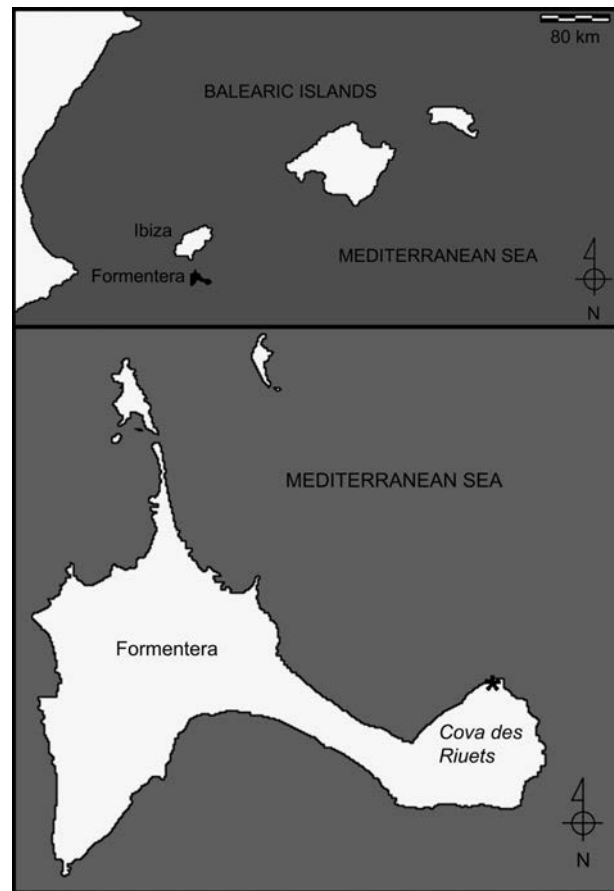 80 km
BALEARIC ISLANDS
Ibiza
MEDITERRANEAN SEA
Formentera
N
MEDITERRANEAN SEA
Formentera
*
Cova des
Riuets
N